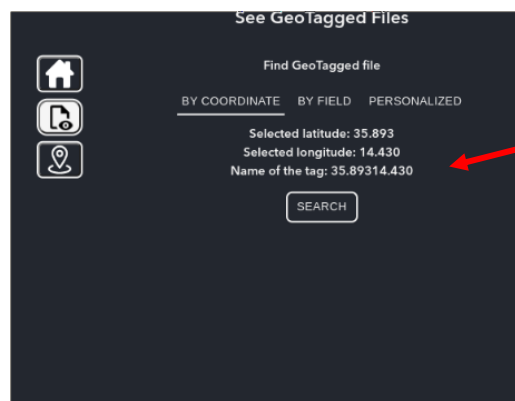 See GeoTagged Files
Find GeoTagged file
BY COORDINATE BY FIELD PERSONALIZED
Selected latitude: 35.893
Selected longitude: 14.430
Name of the tag: 35.89314.430
SEARCH